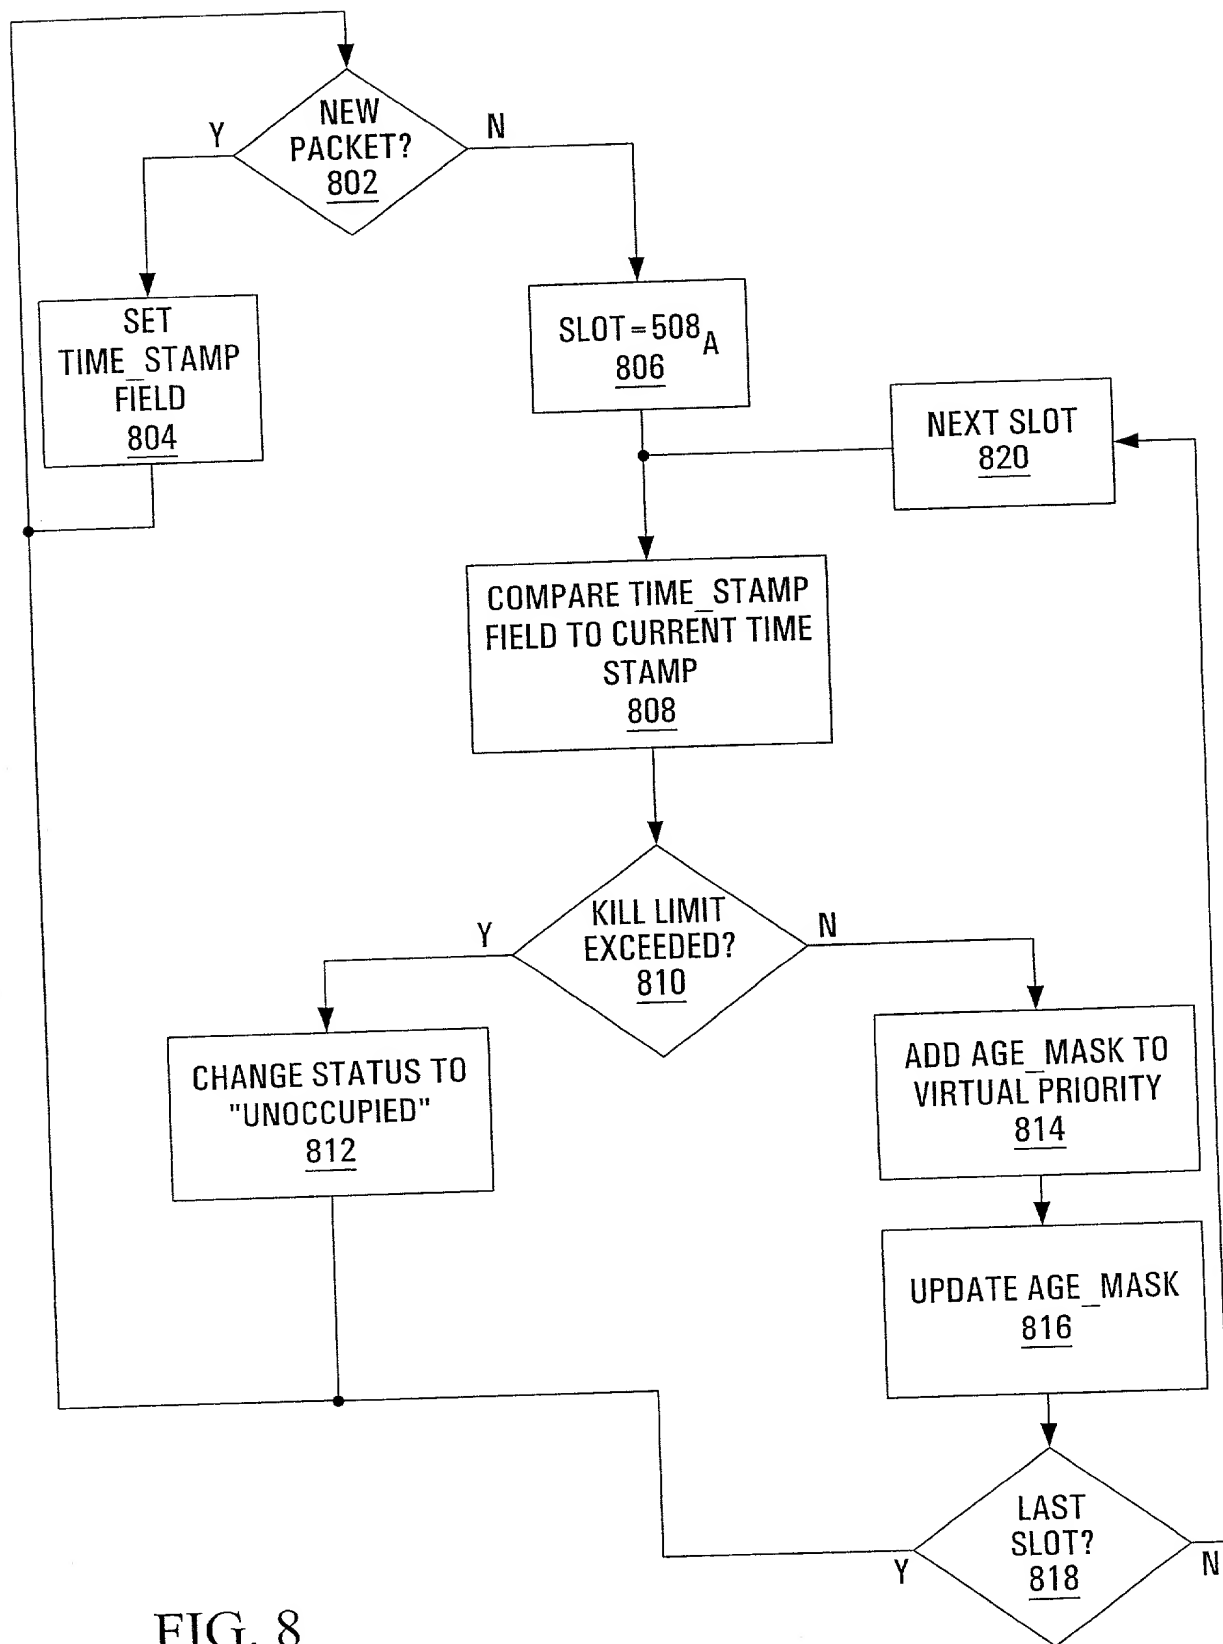 NEW
PACKET?
802
Y
N
SET
TIME_STAMP
FIELD
804
SLOT=508A
806
NEXT SLOT
820
COMPARE TIME_STAMP
FIELD TO CURRENT TIME
STAMP
808
KILL LIMIT
EXCEEDED?
810
Y
N
CHANGE STATUS TO
"UNOCCUPIED"
812
ADD AGE_MASK TO
VIRTUAL PRIORITY
814
UPDATE AGE_MASK
816
LAST
SLOT?
818
Y
N
FIG. 8